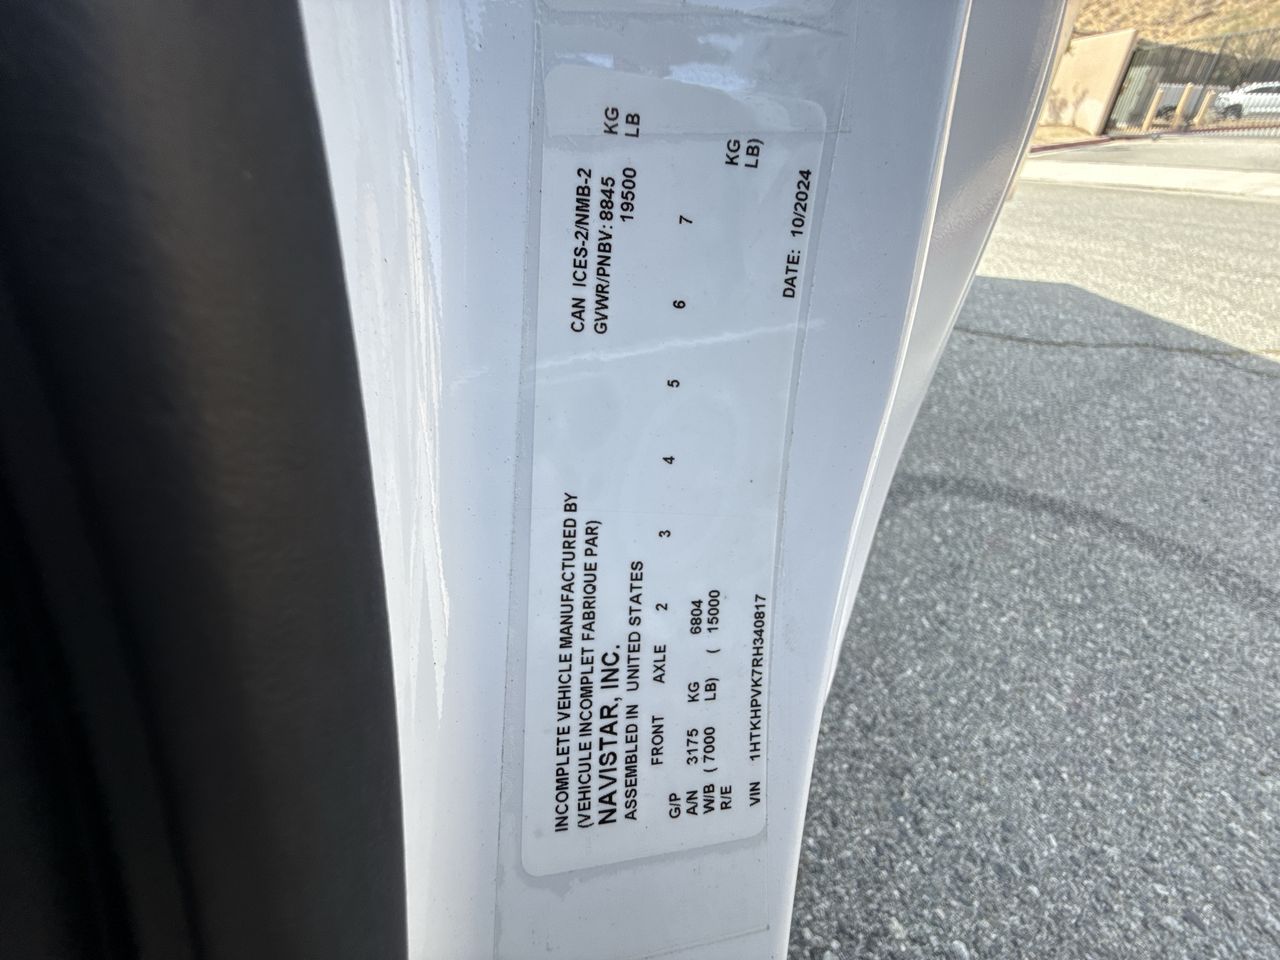 INCOMPLETE VEHICLE MANUFACTURED BY
(VEHICULE INCOMPLET FABRIQUE PAR)
NAVISTAR, INC.
ASSEMBLED IN UNITED STATES
CAN ICES-2/NMB-2
GVWR/PNBV: 8845 KG
19500 LB
FRONT AXLE 2 3 4 5 6 7
G/P
A/N 3175 KG 6804 KG
W/B ( 7000 LB) ( 15000 LB)
R/E
VIN 1HTKHPVK7RH340817
DATE: 10/2024